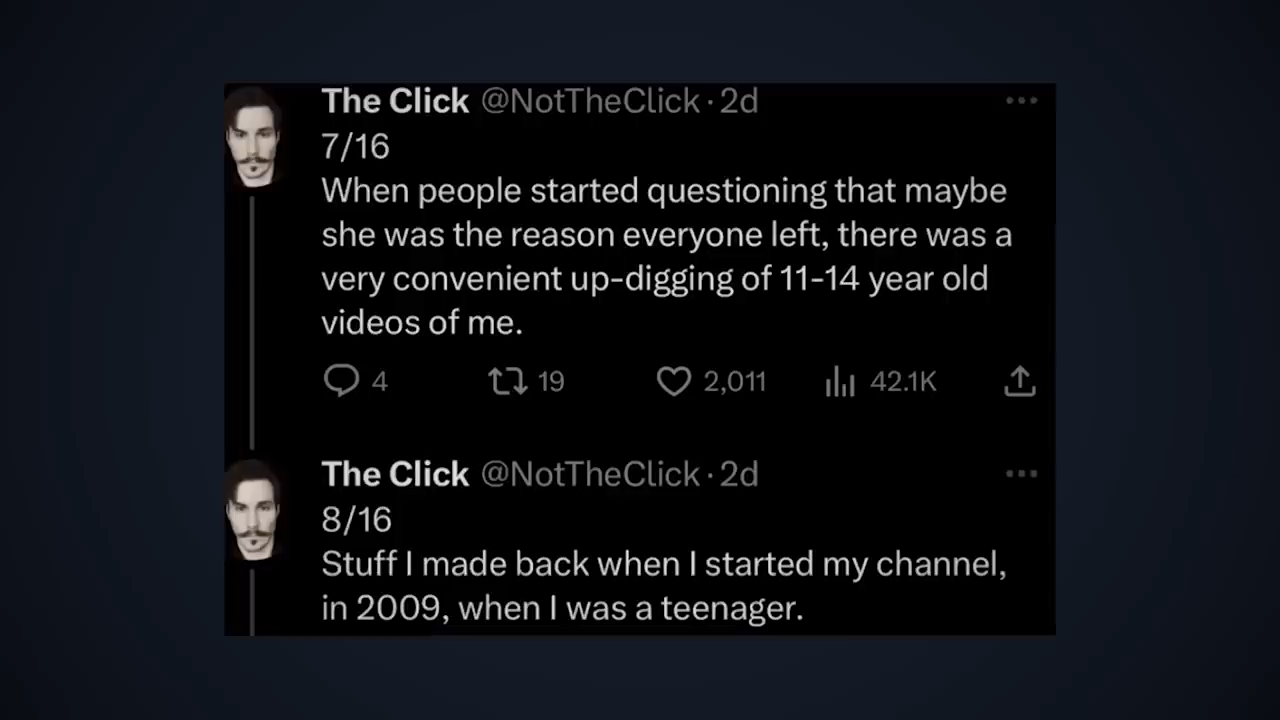 The Click @NotTheClick · 2d
7/16
When people started questioning that maybe
she was the reason everyone left, there was a
very convenient up-digging of 11-14 year old
videos of me.
4 19 2,011 42.1K
The Click @NotTheClick · 2d
8/16
Stuff I made back when I started my channel,
in 2009, when I was a teenager.